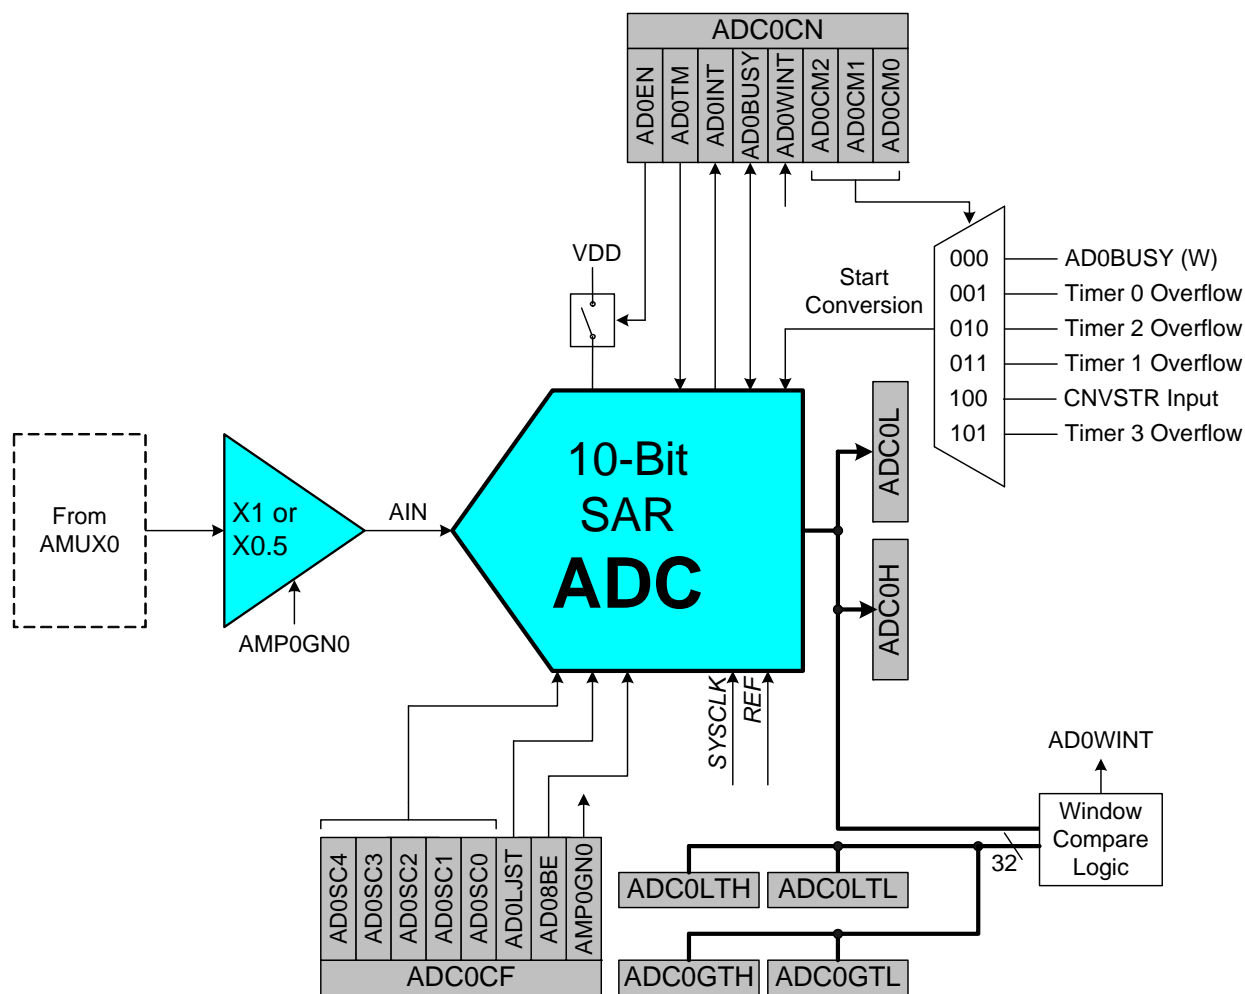 ADC0CN
AD0EN
AD0TM
AD0INT
AD0BUSY
AD0WINT
AD0CM2
AD0CM1
AD0CM0
VDD
Start
Conversion
000
001
010
011
100
101
AD0BUSY (W)
Timer 0 Overflow
Timer 2 Overflow
Timer 1 Overflow
CNVSTR Input
Timer 3 Overflow
From
AMUX0
X1 or
X0.5
AIN
AMP0GN0
10-Bit
SAR
ADC
ADC0L
ADC0H
SYSCLK
REF
AD0WINT
Window
Compare
Logic
32
AD0SC4
AD0SC3
AD0SC2
AD0SC1
AD0SC0
AD0LJST
AD08BE
AMP0GN0
ADC0CF
ADC0LTH
ADC0LTL
ADC0GTH
ADC0GTL